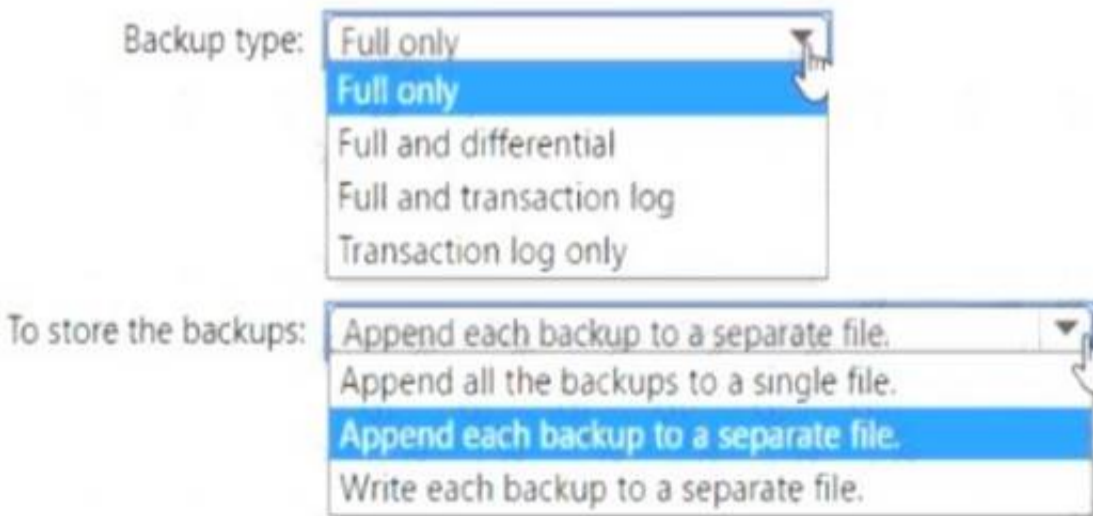 Backup type: Full only
Full only
Full and differential
Full and transaction log
Transaction log only
To store the backups: Append each backup to a separate file.
Append all the backups to a single file.
Append each backup to a separate file.
Write each backup to a separate file.